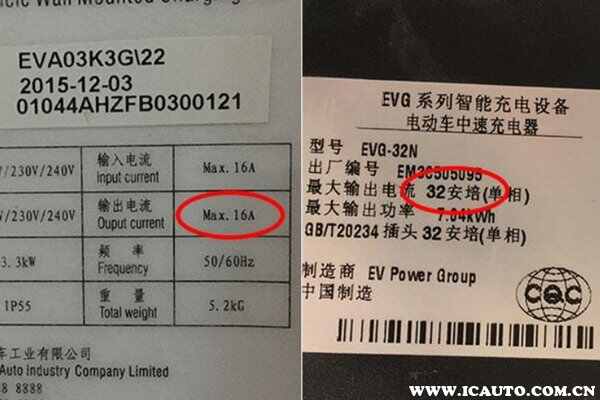 Wall Mounted Charging
EVA03K3G\22
2015-12-03
01044AHZFB0300121
/230V/240V 输入电流 Input current Max.16A
/230V/240V 输出电流 Ouput current Max.16A
3.3kW 频率 Frequency 50/60Hz
IP55 重量 Total weight 5.2kG
车工业有限公司
Auto Industry Company Limited
8 8888
EVG 系列智能充电设备
电动车中速充电器
型号 EVG-32N
出厂编号 EM36505095
最大输出电流 32安培(单相)
最大输出功率 7.04kWh
GB/T20234 插头 32安培(单相)
制造商 EV Power Group
中国制造
CQC
WWW.ICAUTO.COM.CN